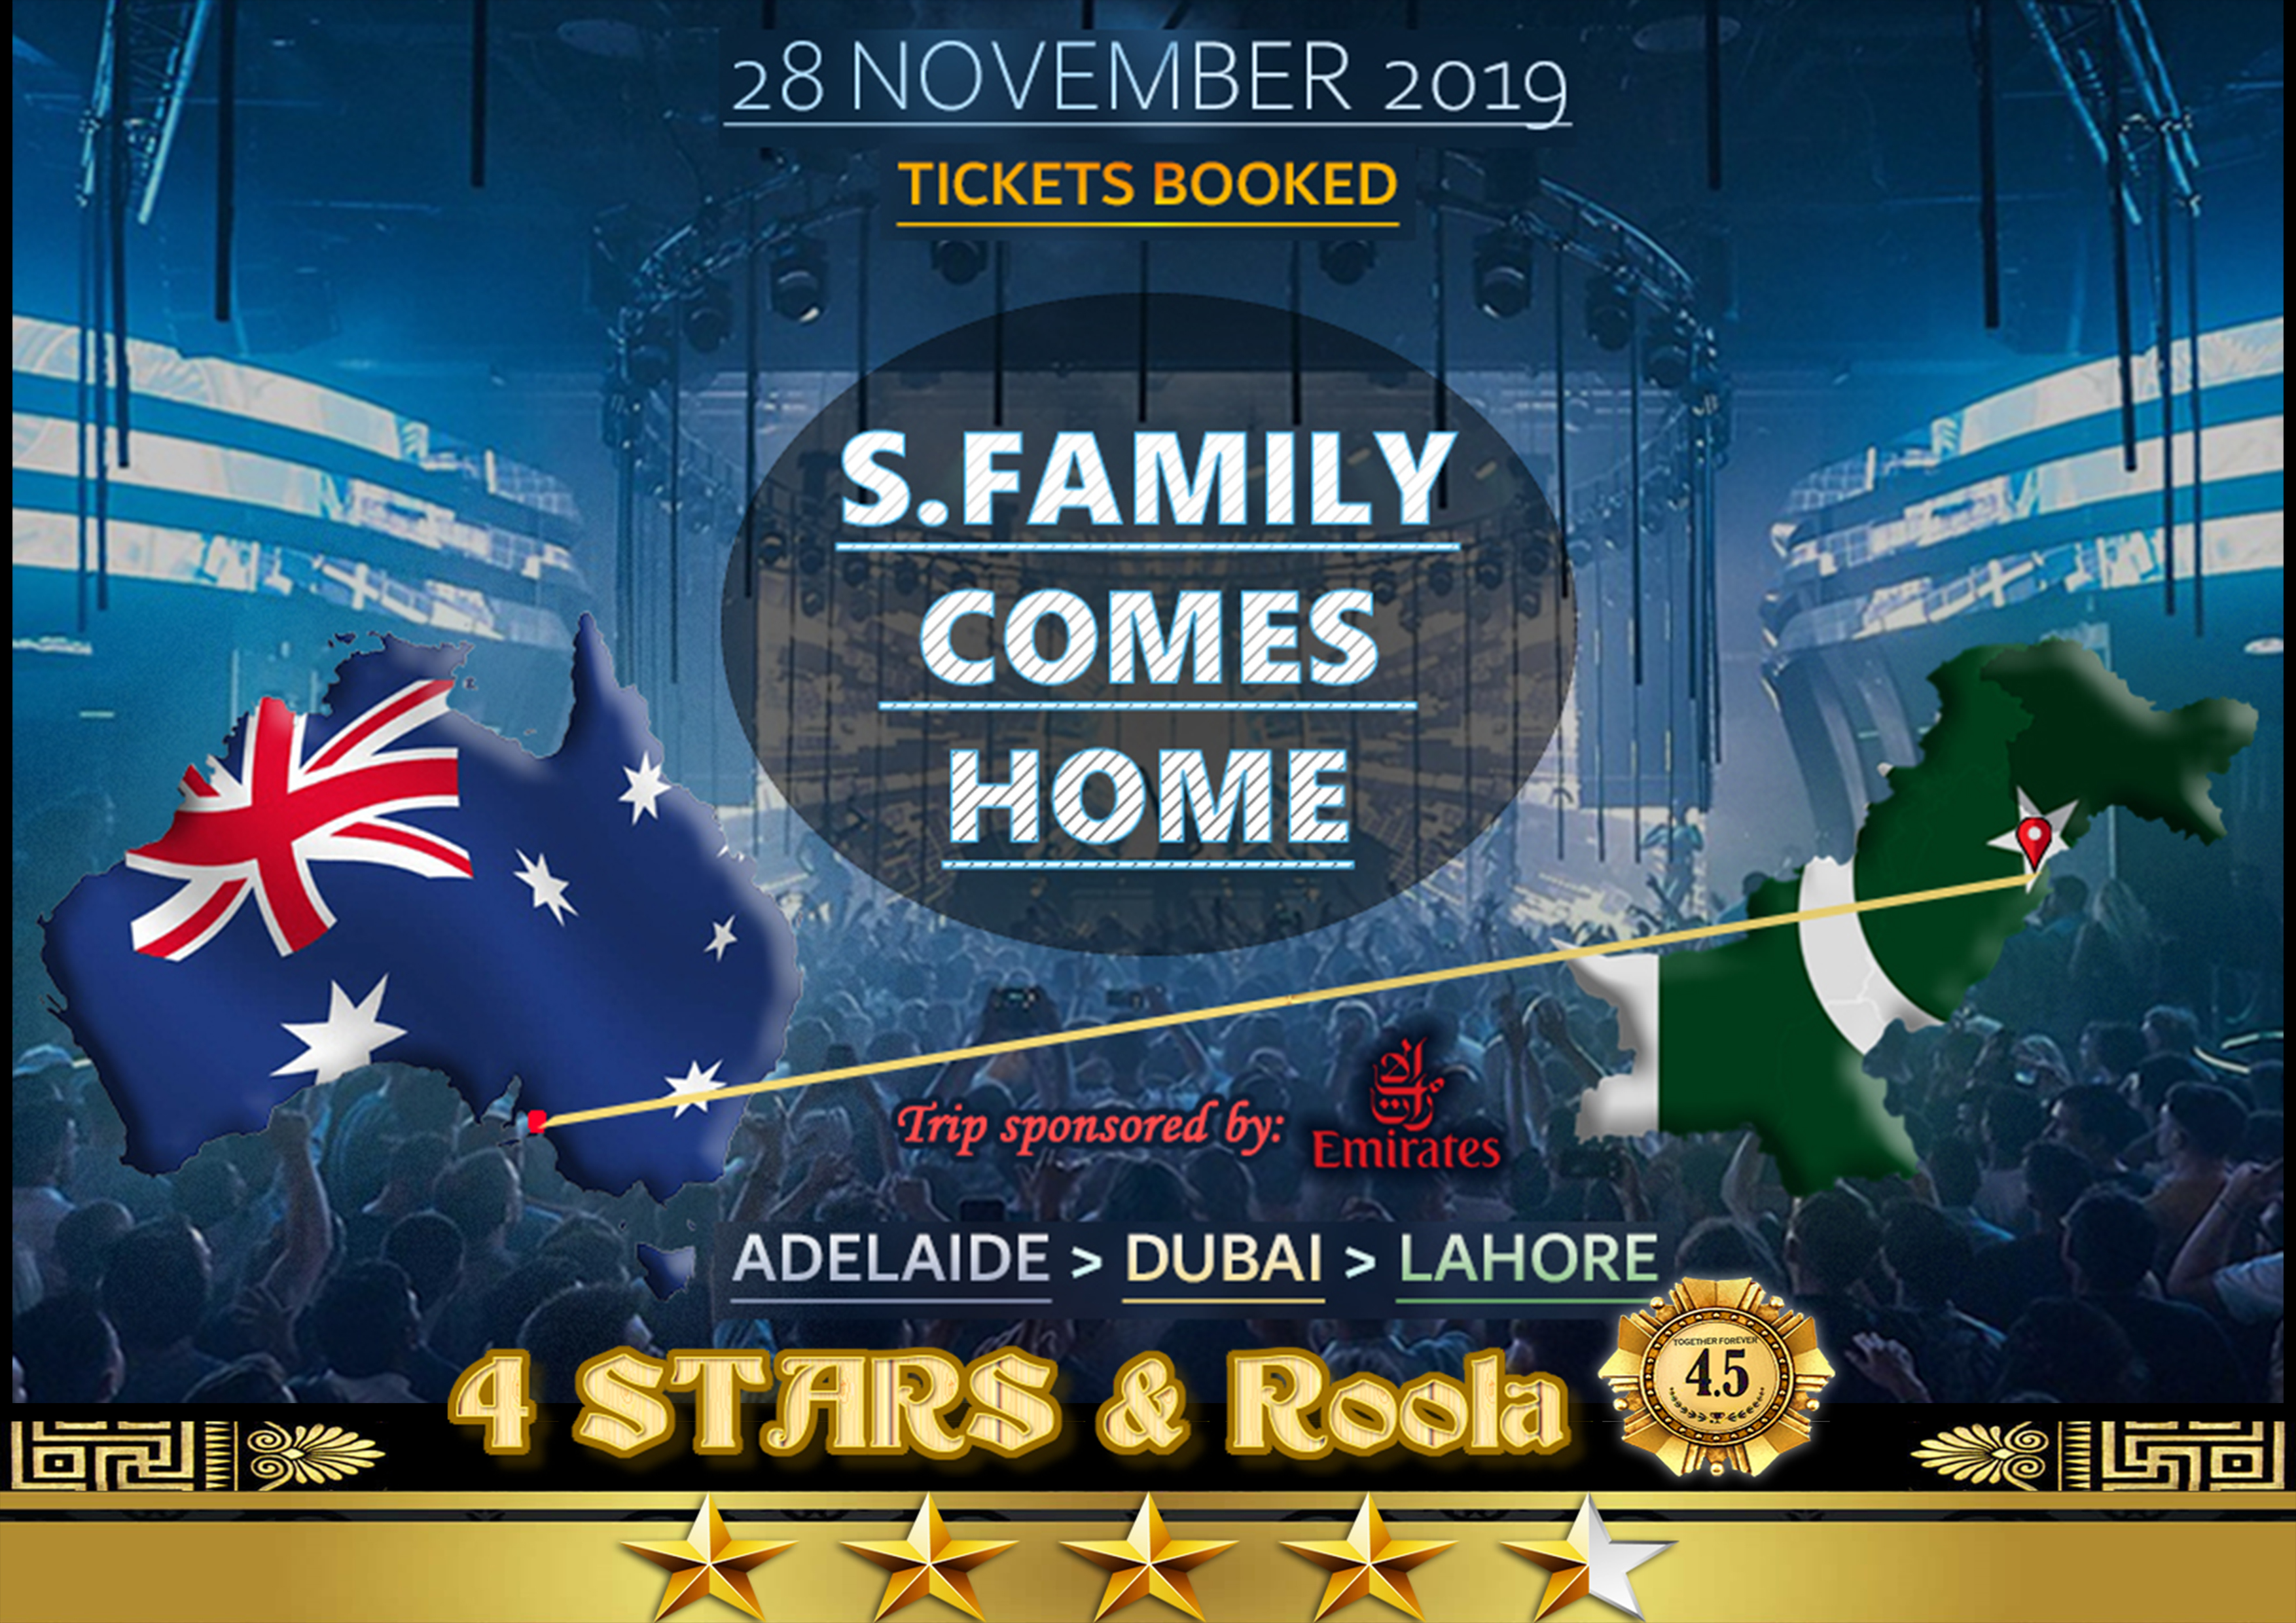 28 NOVEMBER 2019
TICKETS BOOKED
S.FAMILY
COMES
HOME
Trip sponsored by:
Emirates
ADELAIDE > DUBAI > LAHORE
4 STARS & Roola
TOGETHER FOREVER
4.5